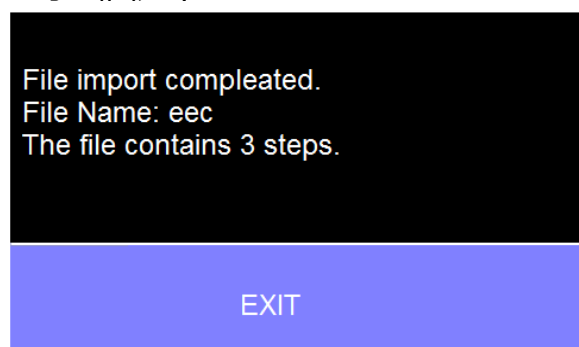 File import compleated.
File Name: eec
The file contains 3 steps.
EXIT